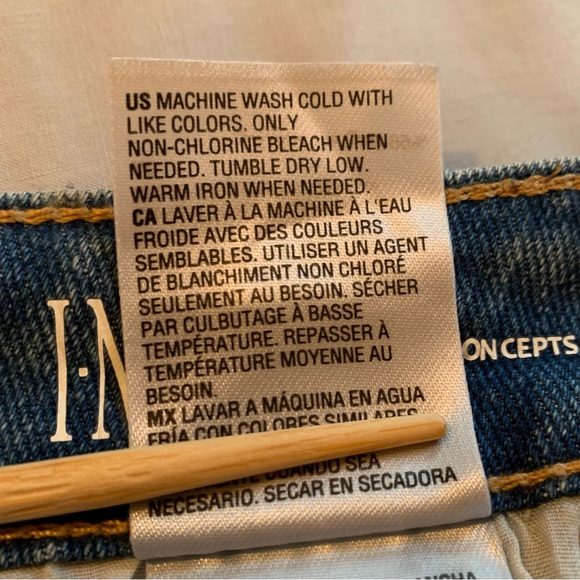 US MACHINE WASH COLD WITH
LIKE COLORS. ONLY
NON-CHLORINE BLEACH WHEN
NEEDED. TUMBLE DRY LOW.
WARM IRON WHEN NEEDED.
CA LAVER À LA MACHINE À L'EAU
FROIDE AVEC DES COULEURS
SEMBLABLES. UTILISER UN AGENT
DE BLANCHIMENT NON CHLORÉ
SEULEMENT AU BESOIN. SÉCHER
PAR CULBUTAGE À BASSE
TEMPÉRATURE. REPASSER À
TEMPÉRATURE MOYENNE AU
BESOIN.
MX LAVAR A MÁQUINA EN AGUA
FRÍA CON COLORES SIMILARES
CUANDO SEA
NECESARIO. SECAR EN SECADORA
I·N
ONCEPTS